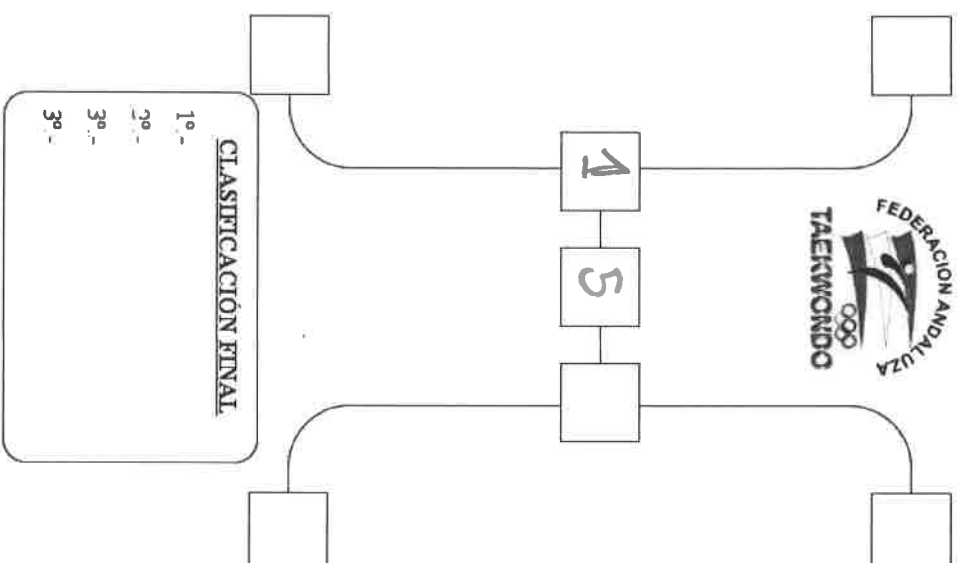 FEDERACION ANDALUZA
TAEKWONDO
1
5
CLASIFICACIÓN FINAL
1º.-
2º.-
3º.-
3º.-